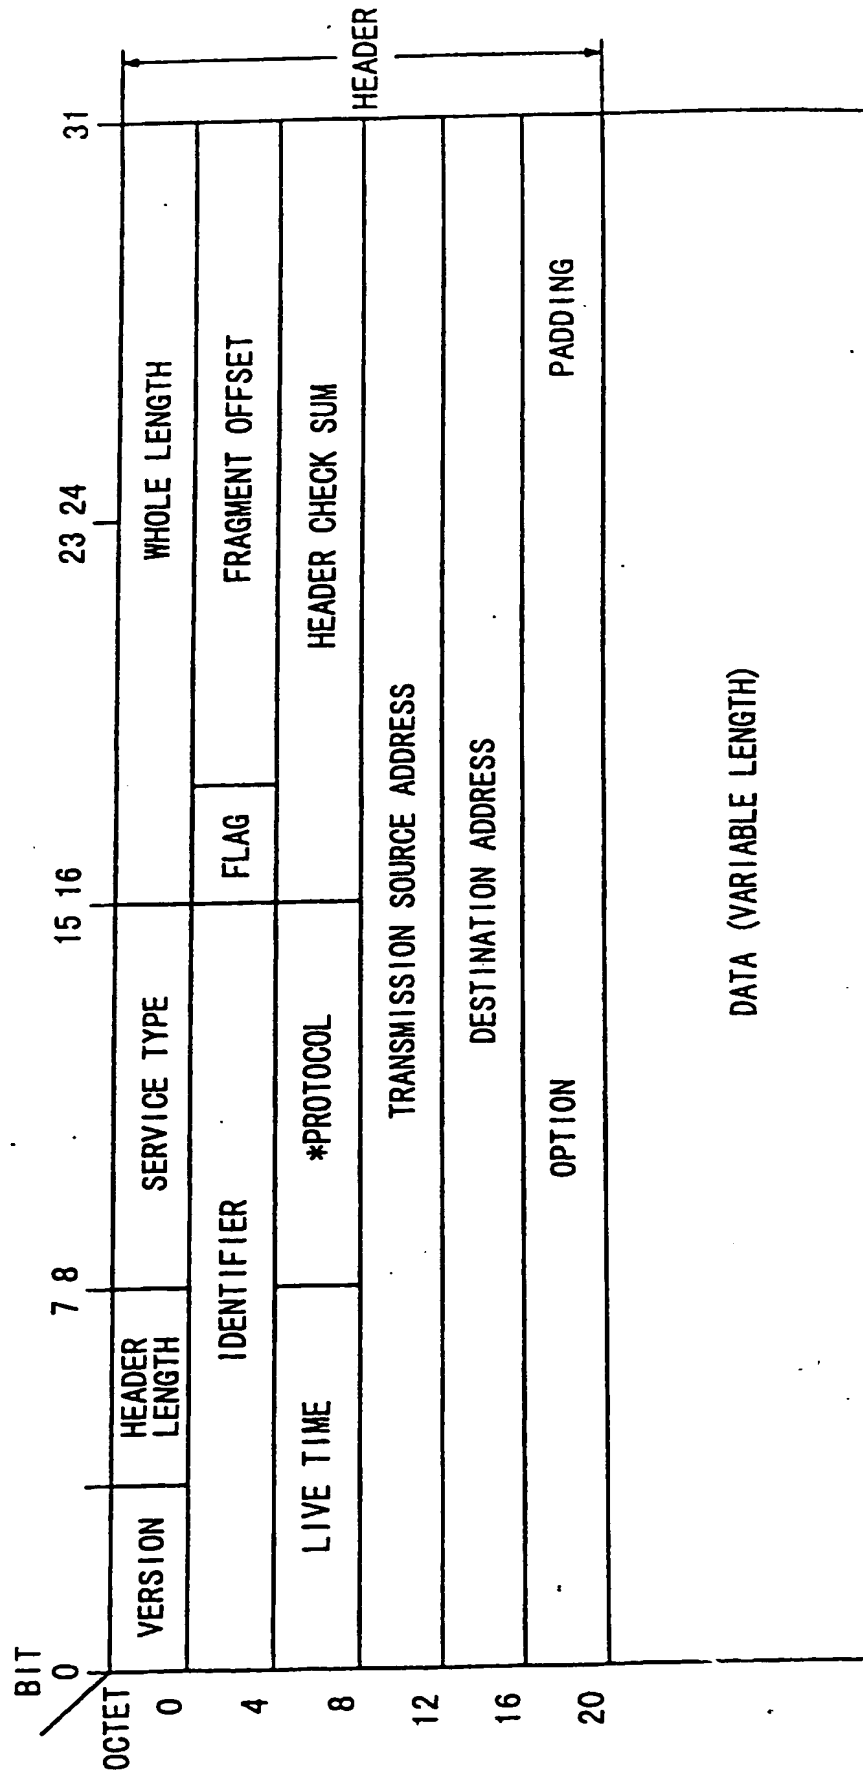 BIT
0 7 8 15 16 23 24 31
OCTET
0 VERSION HEADER LENGTH SERVICE TYPE WHOLE LENGTH
4 IDENTIFIER FLAG FRAGMENT OFFSET
8 LIVE TIME *PROTOCOL HEADER CHECK SUM
12 TRANSMISSION SOURCE ADDRESS
16 DESTINATION ADDRESS
20 OPTION PADDING
HEADER
DATA (VARIABLE LENGTH)